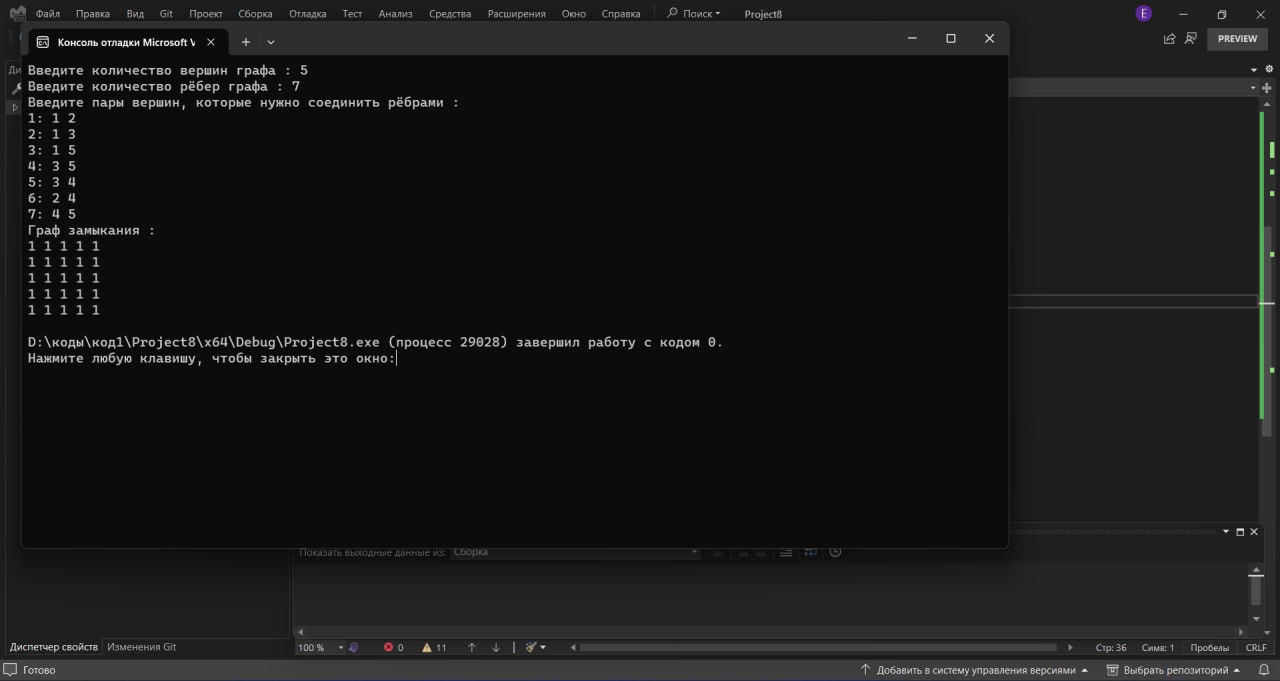 Файл Правка Вид Git Проект Сборка Отладка Тест Анализ Средства Расширения Окно Справка Поиск Project8 E
PREVIEW
Консоль отладки Microsoft V
Введите количество вершин графа : 5
Введите количество рёбер графа : 7
Введите пары вершин, которые нужно соединить рёбрами :
1: 1 2
2: 1 3
3: 1 5
4: 3 5
5: 3 4
6: 2 4
7: 4 5
Граф замыкания :
1 1 1 1 1
1 1 1 1 1
1 1 1 1 1
1 1 1 1 1
1 1 1 1 1
D:\коды\код1\Project8\x64\Debug\Project8.exe (процесс 29028) завершил работу с кодом 0.
Нажмите любую клавишу, чтобы закрыть это окно:
Показать выходные данные из: Сборка
Диспетчер свойств Изменения Git 100 % 0 11 Стр: 36 Симв: 1 Пробелы CRLF
Готово Добавить в систему управления версиями Выбрать репозиторий